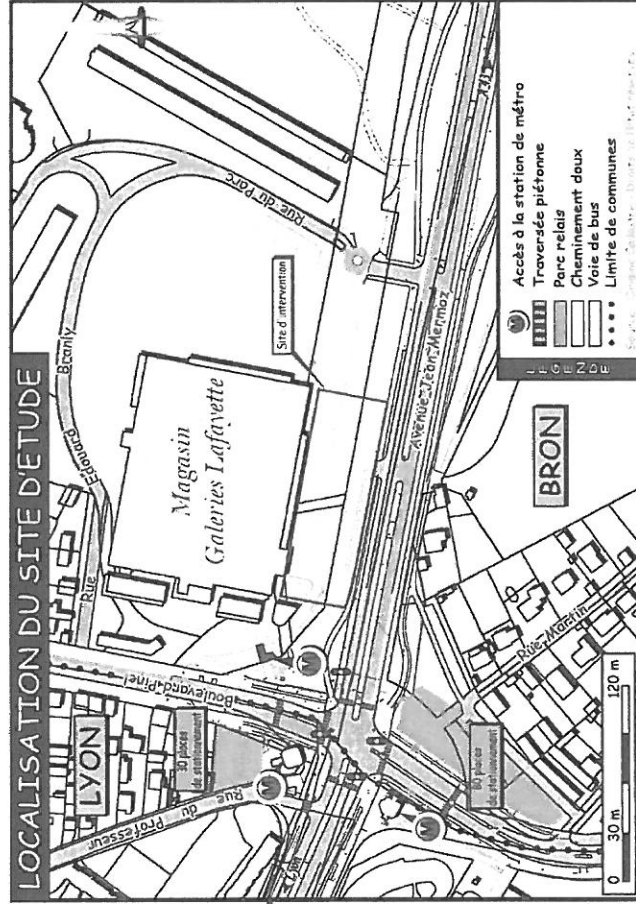 LOCALISATION DU SITE D'ETUDE
LYON
30 places
de stationnement
Boulevard Pinel
Rue
Edouard
Branly
Rue du Parc
Magasin
Galeries Lafayette
Site d'intervention
Rue du Professeur
Avenue Jean Mermoz
80 places
de stationnement
Rue Martin
BRON
0 30 m 120 m
LEGENDE
M Accès à la station de métro
Traversée piétonne
Parc relais
Cheminement doux
Voie de bus
Limite de communes